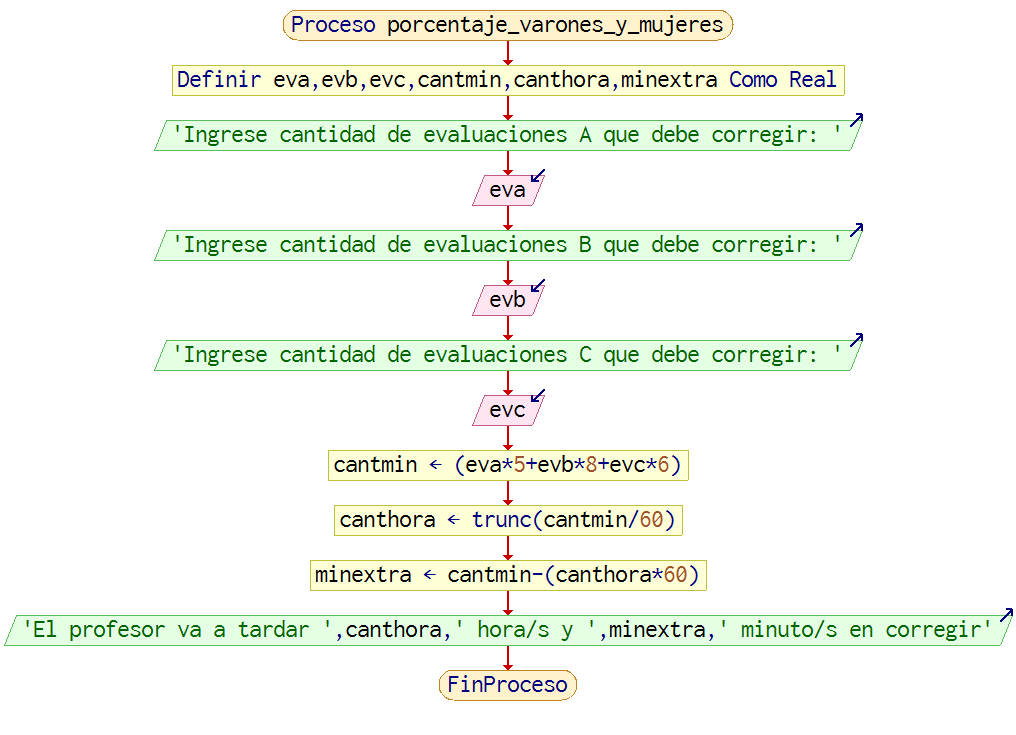 Proceso porcentaje_varones_y_mujeres
Definir eva,evb,evc,cantmin,canthora,minextra Como Real
'Ingrese cantidad de evaluaciones A que debe corregir: '
eva
'Ingrese cantidad de evaluaciones B que debe corregir: '
evb
'Ingrese cantidad de evaluaciones C que debe corregir: '
evc
cantmin ← (eva*5+evb*8+evc*6)
canthora ← trunc(cantmin/60)
minextra ← cantmin-(canthora*60)
'El profesor va a tardar ',canthora,' hora/s y ',minextra,' minuto/s en corregir'
FinProceso